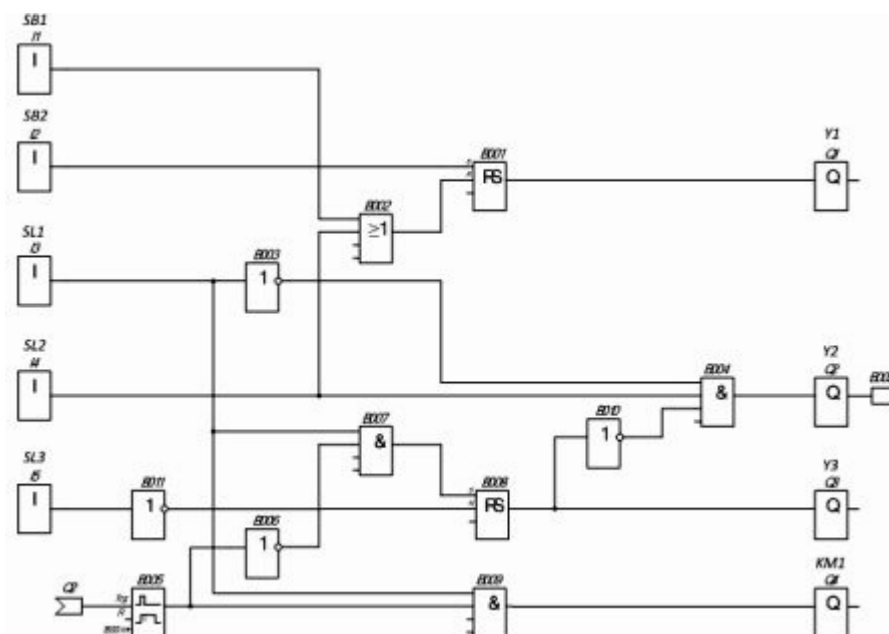 SB1
I1
I
SB2
I2
I
B001
RS
Y1
Q1
Q
B002
≥1
SL1
I3
I
B003
1
SL2
I4
I
B004
&
Y2
Q2
Q
B007
&
B010
1
SL3
I5
I
B011
1
B008
RS
Y3
Q3
Q
B006
1
Q2
B005
Trg
R
B009
&
KM1
Q4
Q